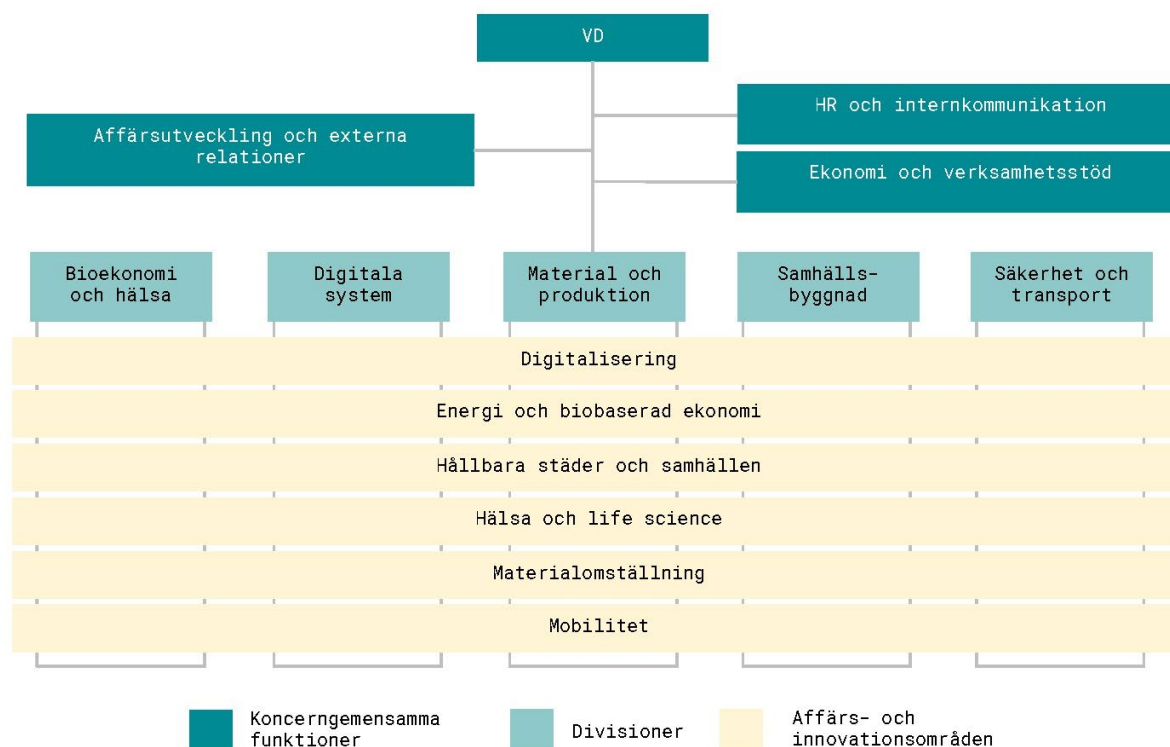 VD
HR och internkommunikation
Affärsutveckling och externa
relationer
Ekonomi och verksamhetsstöd
Bioekonomi
och hälsa
Digitala
system
Material och
produktion
Samhälls-
byggnad
Säkerhet och
transport
Digitalisering
Energi och biobaserad ekonomi
Hållbara städer och samhällen
Hälsa och life science
Materialomställning
Mobilitet
Koncerngemensamma
funktioner
Divisioner
Affärs- och
innovationsområden